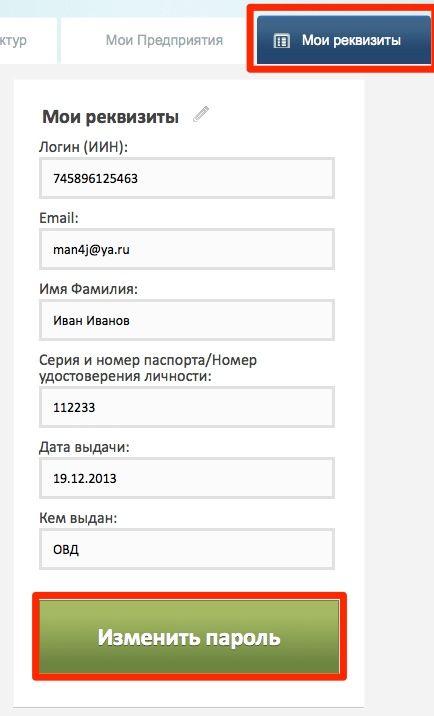 ктур
Мои Предприятия
Мои реквизиты
Мои реквизиты
Логин (ИИН):
745896125463
Email:
man4j@ya.ru
Имя Фамилия:
Иван Иванов
Серия и номер паспорта/Номер
удостоверения личности:
112233
Дата выдачи:
19.12.2013
Кем выдан:
ОВД
Изменить пароль